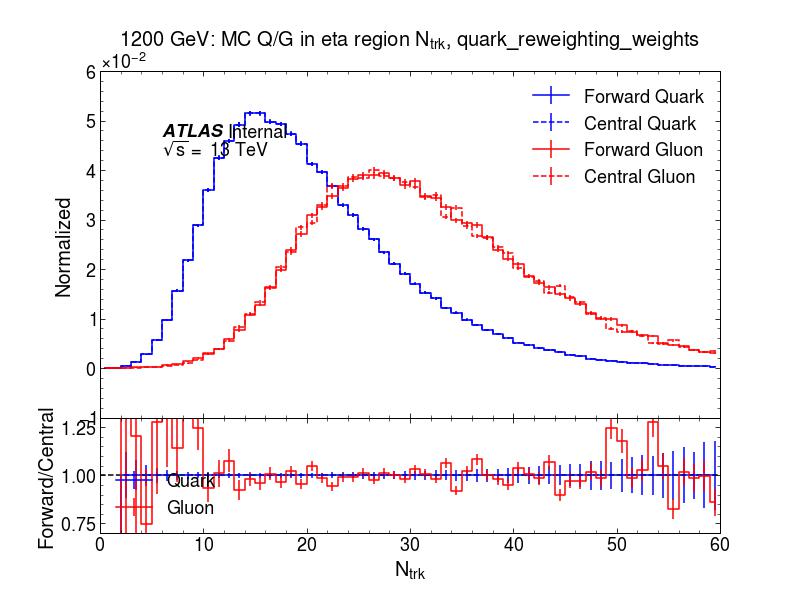 1200 GeV: MC Q/G in eta region Ntrk, quark_reweighting_weights
×10−2
6
5
4
3
2
1
0
−1
Normalized
ATLAS Internal
√s = 13 TeV
Forward Quark
Central Quark
Forward Gluon
Central Gluon
1.25
1.00
0.75
Forward/Central
Quark
Gluon
0 10 20 30 40 50 60
Ntrk